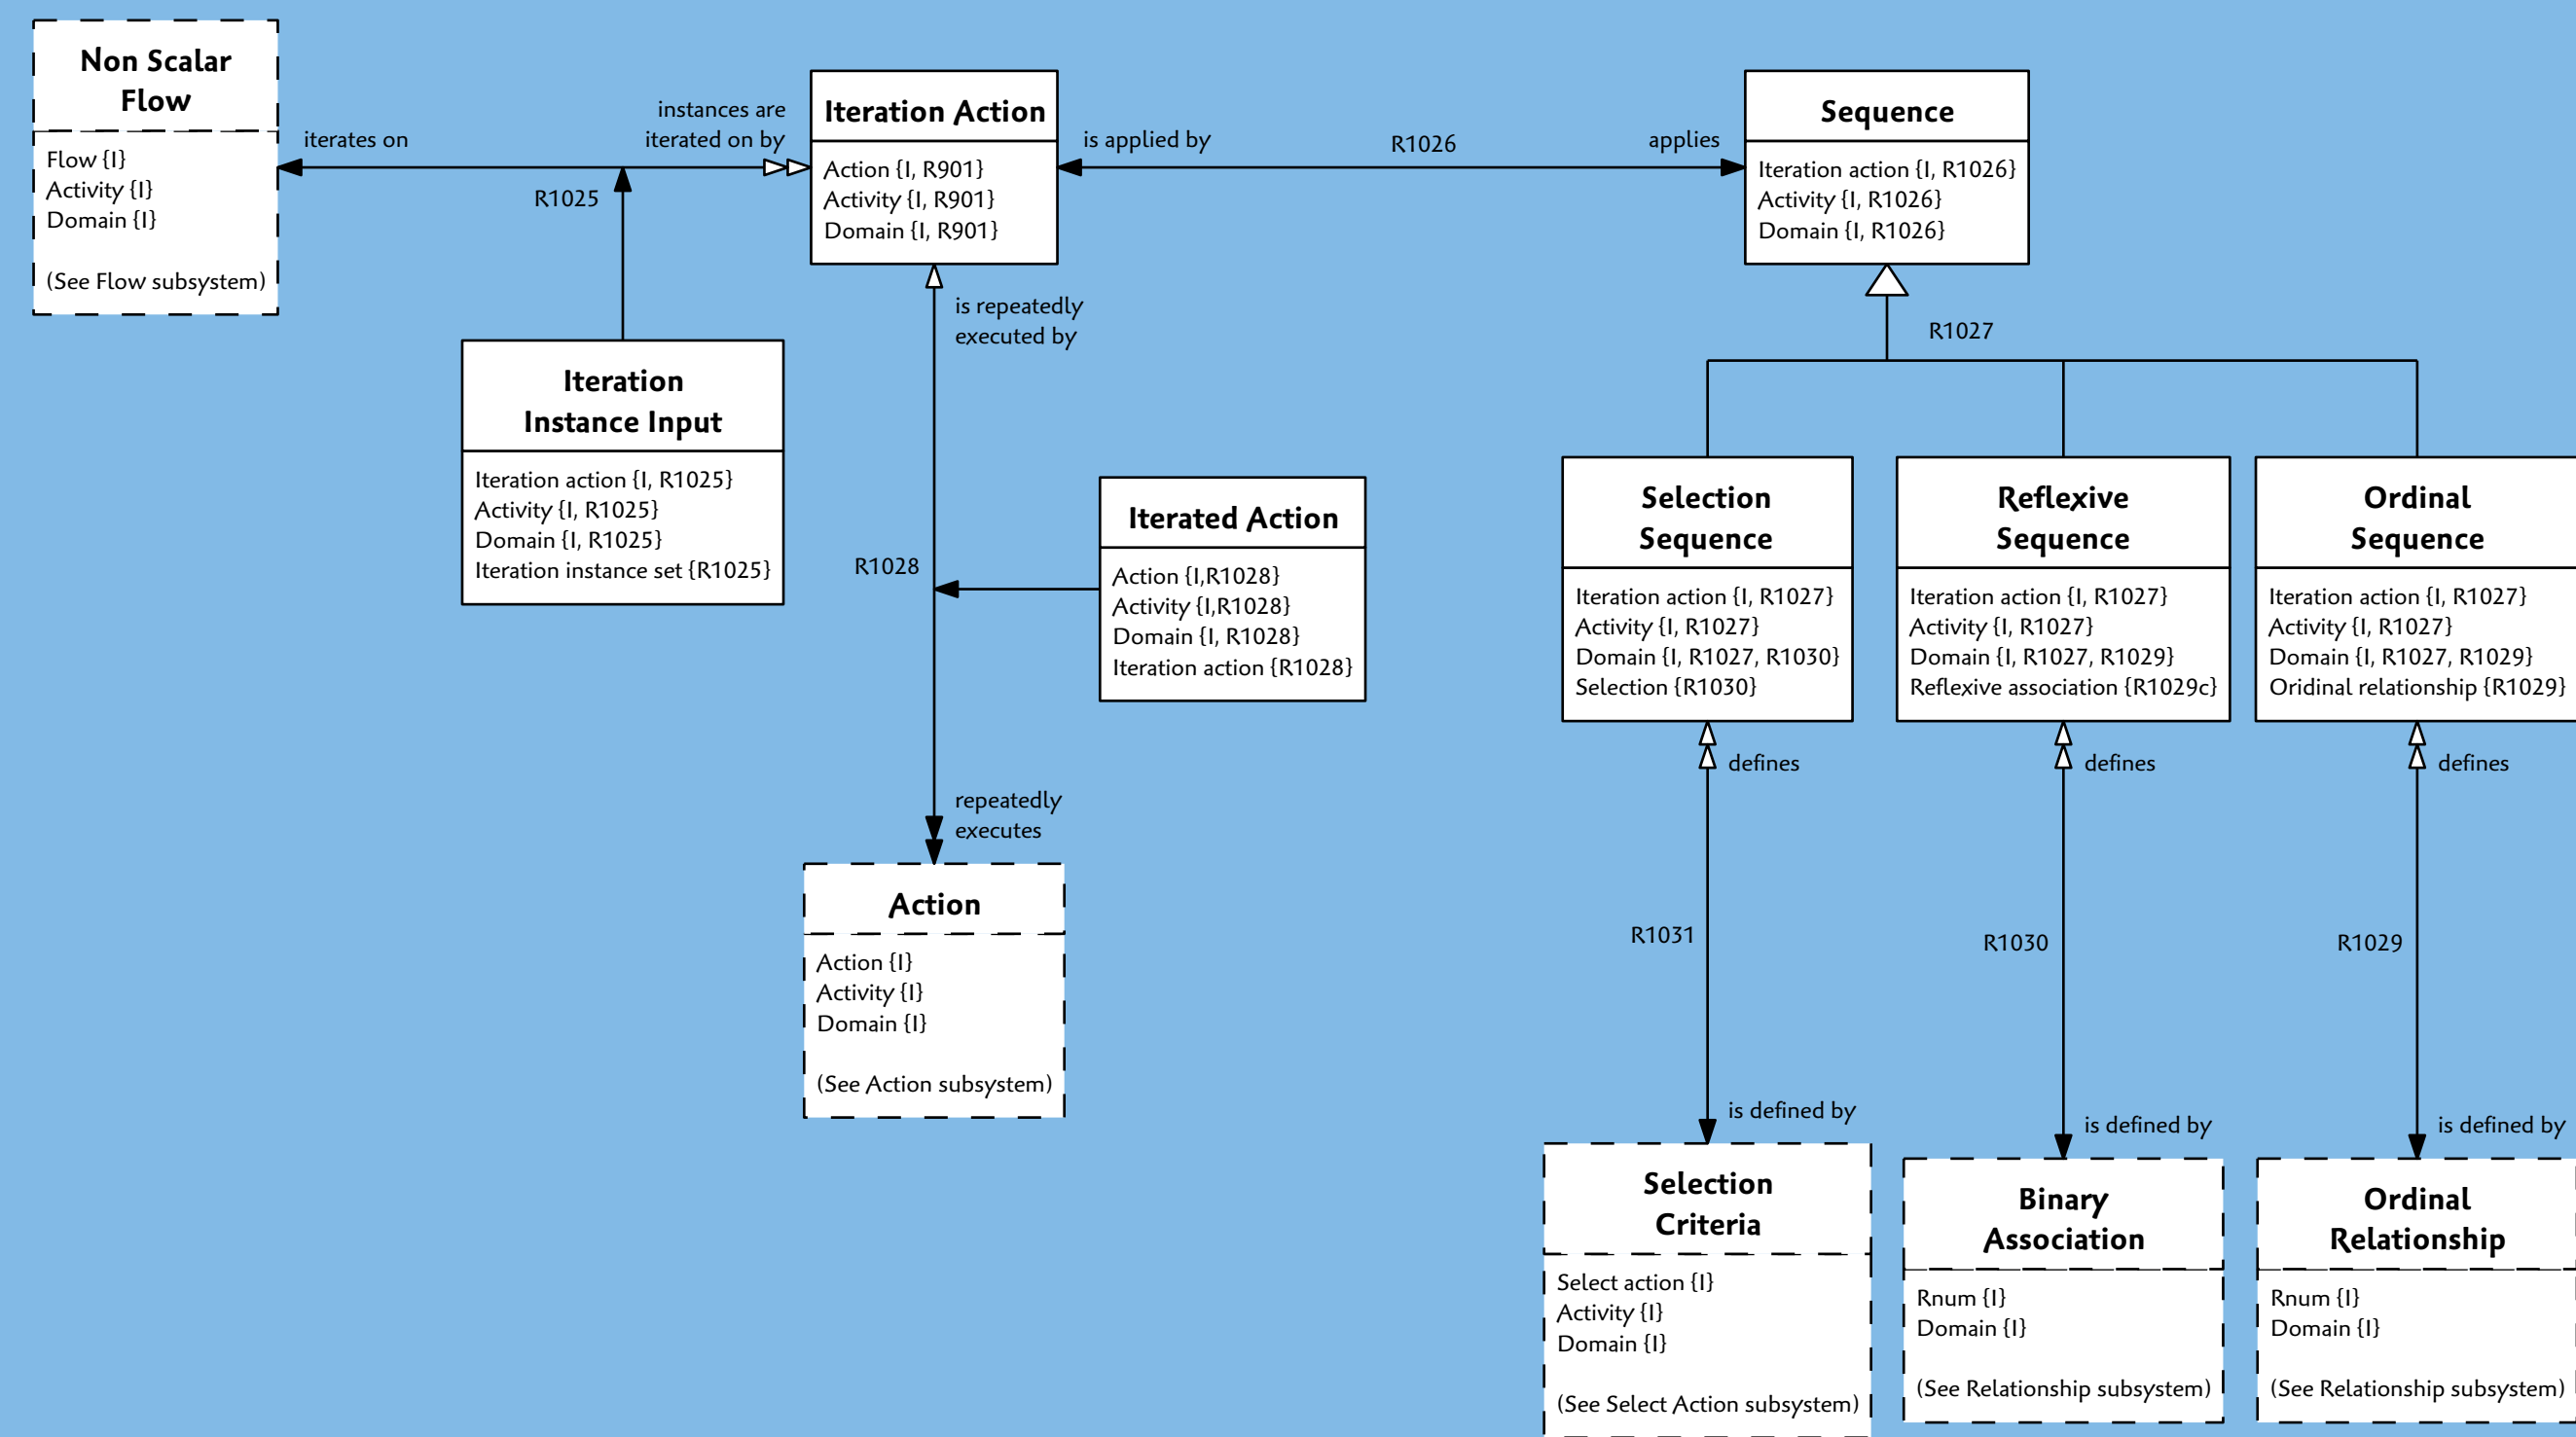 Non Scalar
Flow
Flow {I}
Activity {I}
Domain {I}
(See Flow subsystem)
iterates on
instances are
iterated on by
R1025
Iteration Action
Action {I, R901}
Activity {I, R901}
Domain {I, R901}
is applied by
R1026
applies
Sequence
Iteration action {I, R1026}
Activity {I, R1026}
Domain {I, R1026}
R1027
is repeatedly
executed by
Iteration
Instance Input
Iteration action {I, R1025}
Activity {I, R1025}
Domain {I, R1025}
Iteration instance set {R1025}
R1028
Iterated Action
Action {I,R1028}
Activity {I,R1028}
Domain {I, R1028}
Iteration action {R1028}
repeatedly
executes
Action
Action {I}
Activity {I}
Domain {I}
(See Action subsystem)
Selection
Sequence
Iteration action {I, R1027}
Activity {I, R1027}
Domain {I, R1027, R1030}
Selection {R1030}
Reflexive
Sequence
Iteration action {I, R1027}
Activity {I, R1027}
Domain {I, R1027, R1029}
Reflexive association {R1029c}
Ordinal
Sequence
Iteration action {I, R1027}
Activity {I, R1027}
Domain {I, R1027, R1029}
Oridinal relationship {R1029}
defines
defines
defines
R1031
R1030
R1029
is defined by
is defined by
is defined by
Selection
Criteria
Select action {I}
Activity {I}
Domain {I}
(See Select Action subsystem)
Binary
Association
Rnum {I}
Domain {I}
(See Relationship subsystem)
Ordinal
Relationship
Rnum {I}
Domain {I}
(See Relationship subsystem)